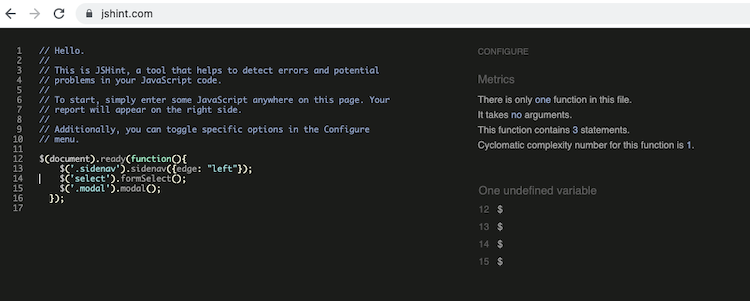 jshint.com
1 // Hello.
2 //
3 // This is JSHint, a tool that helps to detect errors and potential
4 // problems in your JavaScript code.
5 //
6 // To start, simply enter some JavaScript anywhere on this page. Your
7 // report will appear on the right side.
8 //
9 // Additionally, you can toggle specific options in the Configure
10 // menu.
11
12 $(document).ready(function(){
13 $('.sidenav').sidenav({edge: "left"});
14 $('select').formSelect();
15 $('.modal').modal();
16 });
17
CONFIGURE
Metrics
There is only one function in this file.
It takes no arguments.
This function contains 3 statements.
Cyclomatic complexity number for this function is 1.
One undefined variable
12 $
13 $
14 $
15 $